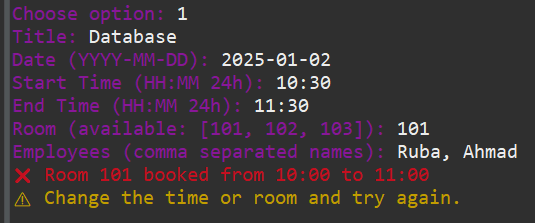 Choose option: 1
Title: Database
Date (YYYY-MM-DD): 2025-01-02
Start Time (HH:MM 24h): 10:30
End Time (HH:MM 24h): 11:30
Room (available: [101, 102, 103]): 101
Employees (comma separated names): Ruba, Ahmad
❌ Room 101 booked from 10:00 to 11:00
⚠ Change the time or room and try again.